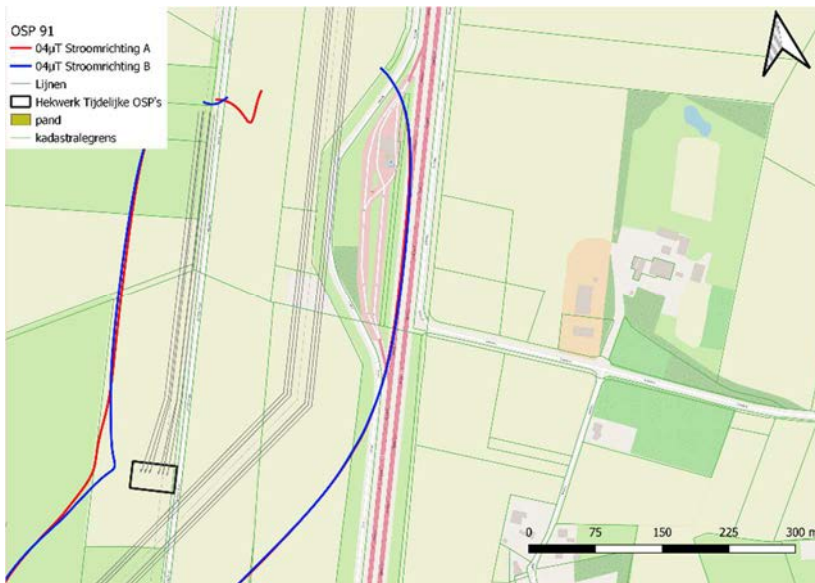 OSP 91
04µT Stroomrichting A
04µT Stroomrichting B
Lijnen
Hekwerk Tijdelijke OSP's
pand
kadastralegrens
0 75 150 225 300 m